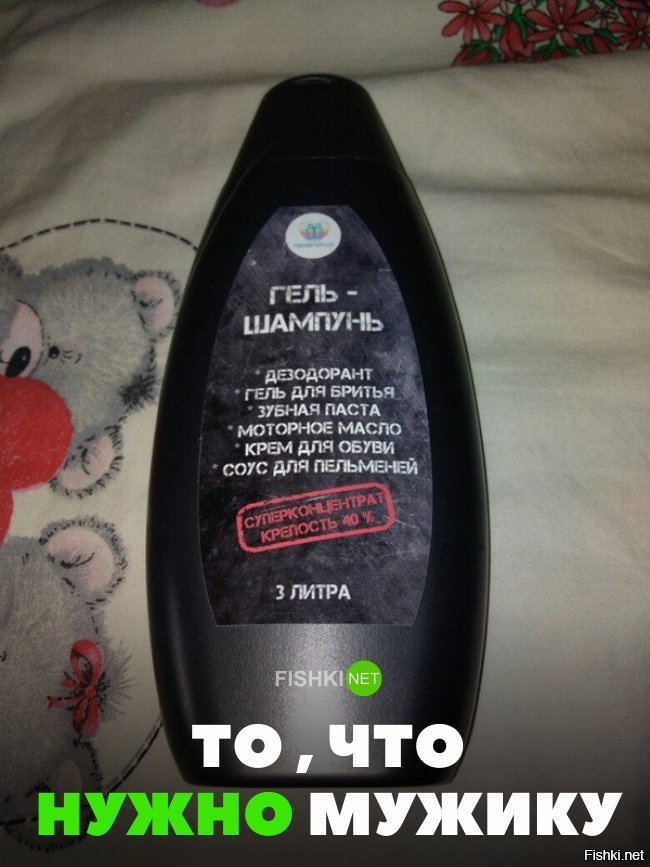 ГЕЛЬ -
ШАМПУНЬ
* ДЕЗОДОРАНТ
* ГЕЛЬ ДЛЯ БРИТЬЯ
* ЗУБНАЯ ПАСТА
* МОТОРНОЕ МАСЛО
* КРЕМ ДЛЯ ОБУВИ
* СОУС ДЛЯ ПЕЛЬМЕНЕЙ
СУПЕРКОНЦЕНТРАТ
КРЕПОСТЬ 40 %
3 ЛИТРА
FISHKI NET
ТО , ЧТО
НУЖНО МУЖИКУ
Fishki.net